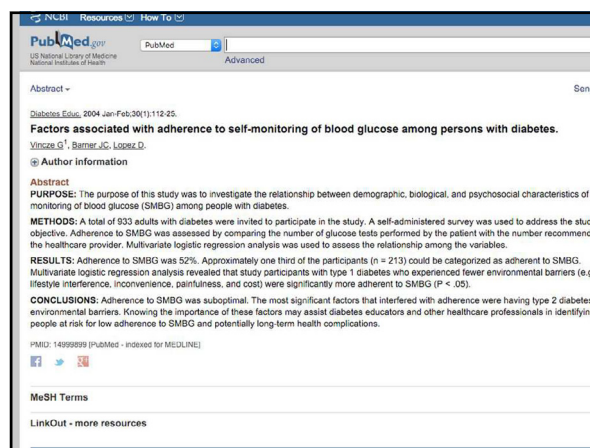 NCBI Resources How To
PubMed.gov
US National Library of Medicine
National Institutes of Health
PubMed
Advanced
Abstract
Sen
Diabetes Educ. 2004 Jan-Feb;30(1):112-25.
Factors associated with adherence to self-monitoring of blood glucose among persons with diabetes.
Vincze G1, Barner JC, Lopez D.
Author information
Abstract
PURPOSE: The purpose of this study was to investigate the relationship between demographic, biological, and psychosocial characteristics of
monitoring of blood glucose (SMBG) among people with diabetes.
METHODS: A total of 933 adults with diabetes were invited to participate in the study. A self-administered survey was used to address the stud
objective. Adherence to SMBG was assessed by comparing the number of glucose tests performed by the patient with the number recommend
the healthcare provider. Multivariate logistic regression analysis was used to assess the relationship among the variables.
RESULTS: Adherence to SMBG was 52%. Approximately one third of the participants (n = 213) could be categorized as adherent to SMBG.
Multivariate logistic regression analysis revealed that study participants with type 1 diabetes who experienced fewer environmental barriers (e.g
lifestyle interference, inconvenience, painfulness, and cost) were significantly more adherent to SMBG (P < .05).
CONCLUSIONS: Adherence to SMBG was suboptimal. The most significant factors that interfered with adherence were having type 2 diabetes
environmental barriers. Knowing the importance of these factors may assist diabetes educators and other healthcare professionals in identifyin
people at risk for low adherence to SMBG and potentially long-term health complications.
PMID: 14999899 [PubMed - indexed for MEDLINE]
MeSH Terms
LinkOut - more resources